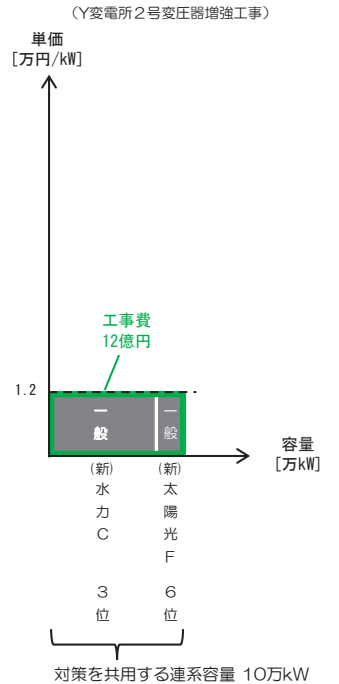 （Y変電所２号変圧器増強工事）
単価
[万円/kW]
工事費
12億円
1.2
一般
一般
容量
[万kW]
(新)水力C 3位
(新)太陽光F 6位
対策を共用する連系容量 10万kW